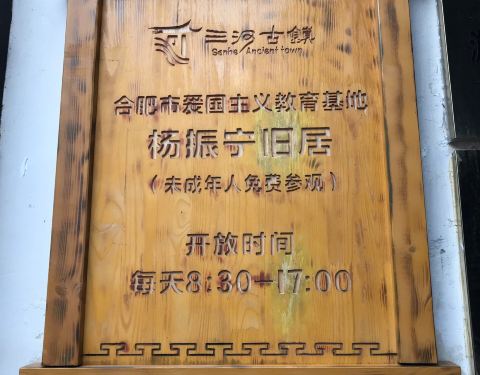 三河古镇
Sanhe Ancient town
合肥市爱国主义教育基地
杨振宁旧居
(未成年人免费参观)
开放时间
每天8:30-17:00